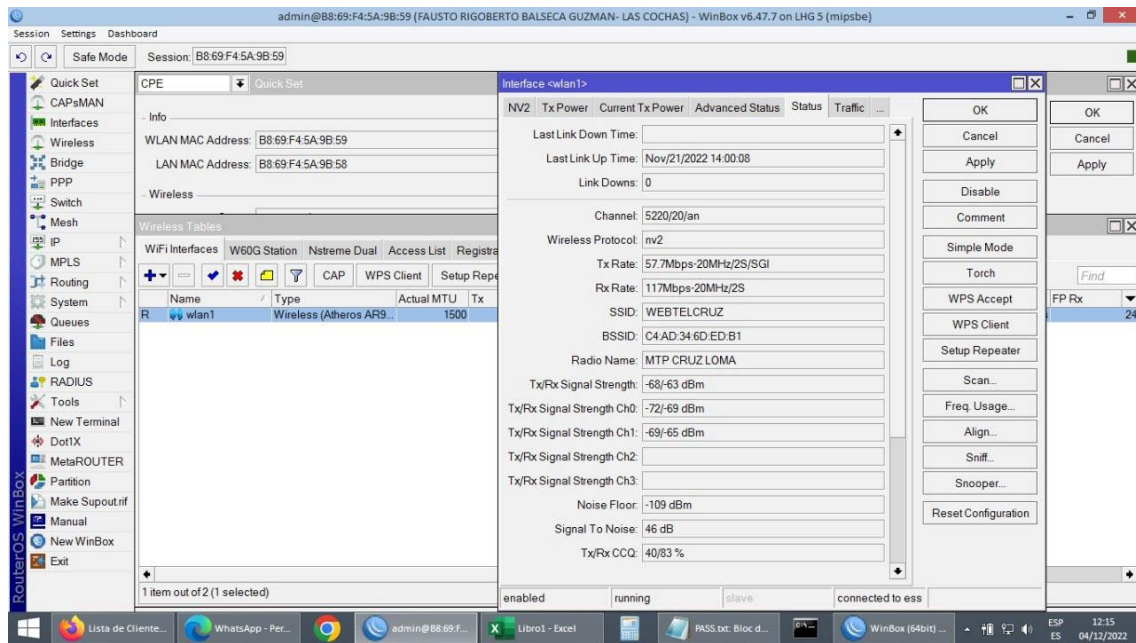 admin@B8:69:F4:5A:9B:59 (FAUSTO RIGOBERTO BALSECA GUZMAN- LAS COCHAS) - WinBox v6.47.7 on LHG 5 (mipsbe)
Session Settings Dashboard
Safe Mode Session: B8:69:F4:5A:9B:59
RouterOS WinBox
Quick Set
CAPsMAN
Interfaces
Wireless
Bridge
PPP
Switch
Mesh
IP
MPLS
Routing
System
Queues
Files
Log
RADIUS
Tools
New Terminal
Dot1X
MetaROUTER
Partition
Make Supout.rif
Manual
New WinBox
Exit
CPE Quick Set
Info
WLAN MAC Address: B8:69:F4:5A:9B:59
LAN MAC Address: B8:69:F4:5A:9B:58
Wireless
OK
Cancel
Apply
Wireless Tables
WiFi Interfaces W60G Station Nstreme Dual Access List Registra
CAP WPS Client Setup Repe
Find
Name Type Actual MTU Tx FP Rx
R wlan1 Wireless (Atheros AR9... 1500 24
1 item out of 2 (1 selected)
Interface <wlan1>
NV2 Tx Power Current Tx Power Advanced Status Status Traffic ...
Last Link Down Time:
Last Link Up Time: Nov/21/2022 14:00:08
Link Downs: 0
Channel: 5220/20/an
Wireless Protocol: nv2
Tx Rate: 57.7Mbps-20MHz/2S/SGI
Rx Rate: 117Mbps-20MHz/2S
SSID: WEBTELCRUZ
BSSID: C4:AD:34:6D:ED:B1
Radio Name: MTP CRUZ LOMA
Tx/Rx Signal Strength: -68/-63 dBm
Tx/Rx Signal Strength Ch0: -72/-69 dBm
Tx/Rx Signal Strength Ch1: -69/-65 dBm
Tx/Rx Signal Strength Ch2:
Tx/Rx Signal Strength Ch3:
Noise Floor: -109 dBm
Signal To Noise: 46 dB
Tx/Rx CCQ: 40/83 %
enabled running slave connected to ess
OK
Cancel
Apply
Disable
Comment
Simple Mode
Torch
WPS Accept
WPS Client
Setup Repeater
Scan...
Freq. Usage...
Align...
Sniff...
Snooper...
Reset Configuration
Lista de Cliente... WhatsApp - Per... admin@B8:69:F... Libro1 - Excel PASS.txt: Bloc d... WinBox (64bit) ... ESP 12:15
ES 04/12/2022